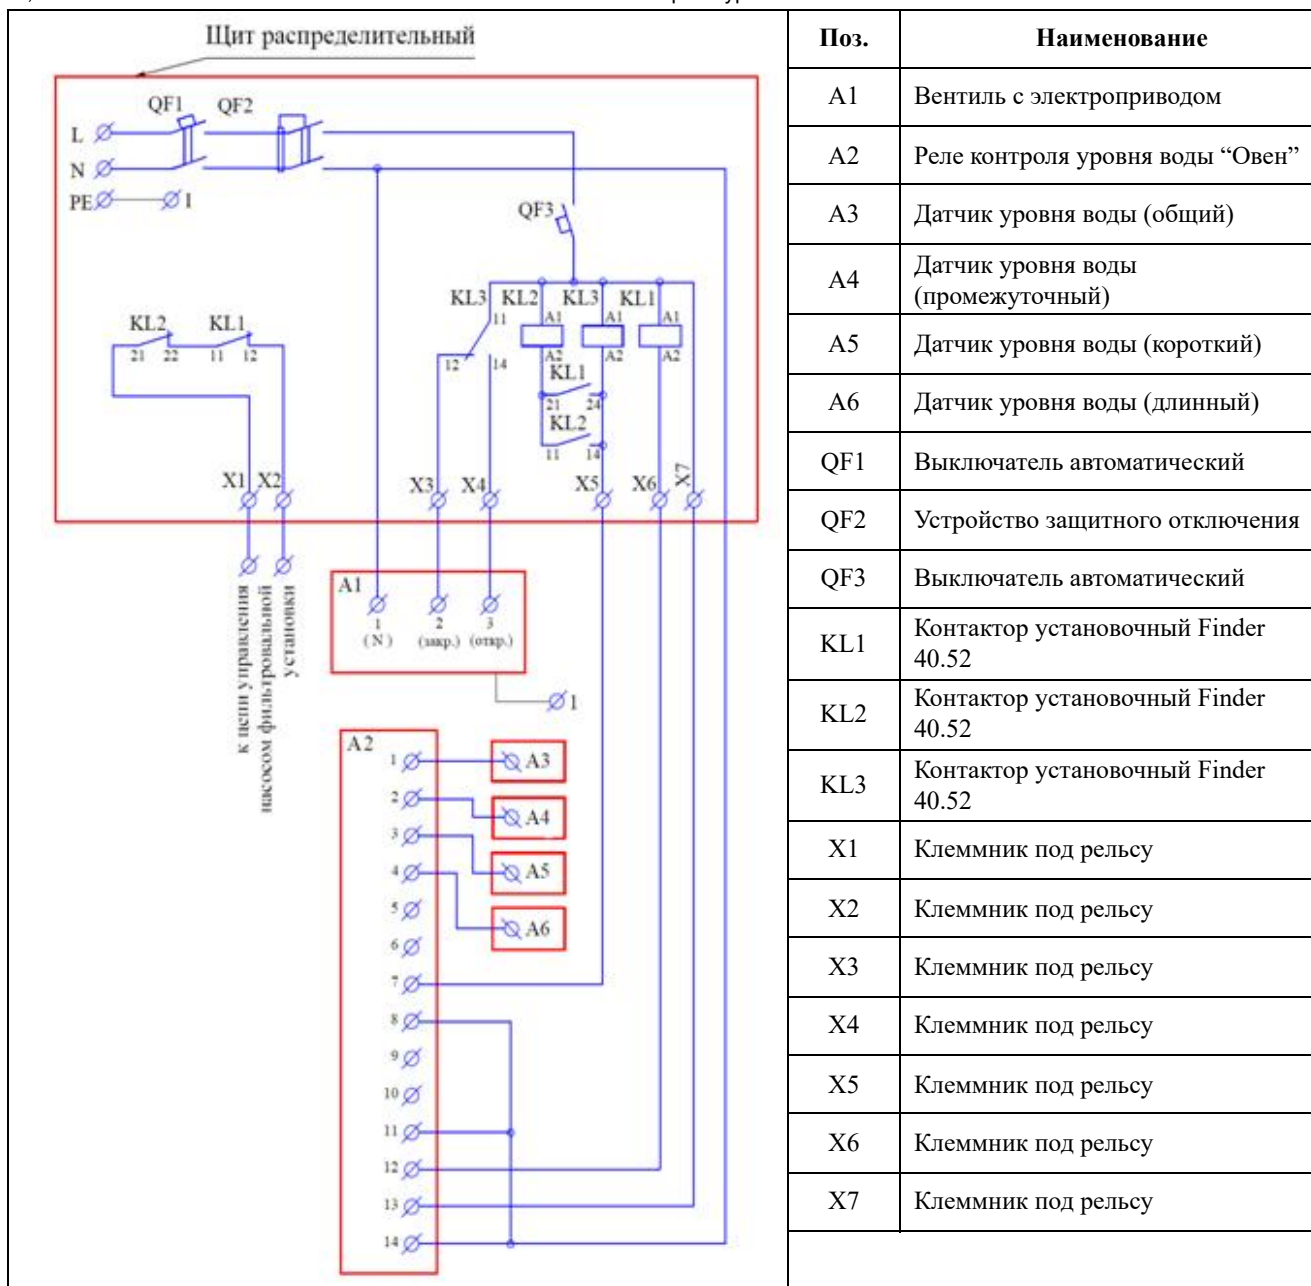 Щит распределительный
QF1 QF2
L
N
PE 1
QF3
KL3 KL2 KL3 KL1
11 A1 A1 A1
12 14 A2 A2 A2
KL2 KL1
21 22 11 12
KL1
21 24
KL2
11 14
X1 X2 X3 X4 X5 X6 X7
A1
1 2 3
(N) (закр.) (откр.)
1
к цепи управления
насосом фильтровальной
установки
A2
1 A3
2 A4
3 A5
4 A6
5
6
7
8
9
10
11
12
13
14
Поз. Наименование
A1 Вентиль с электроприводом
A2 Реле контроля уровня воды “Овен”
A3 Датчик уровня воды (общий)
A4 Датчик уровня воды
(промежуточный)
A5 Датчик уровня воды (короткий)
A6 Датчик уровня воды (длинный)
QF1 Выключатель автоматический
QF2 Устройство защитного отключения
QF3 Выключатель автоматический
KL1 Контактор установочный Finder
40.52
KL2 Контактор установочный Finder
40.52
KL3 Контактор установочный Finder
40.52
X1 Клеммник под рельсу
X2 Клеммник под рельсу
X3 Клеммник под рельсу
X4 Клеммник под рельсу
X5 Клеммник под рельсу
X6 Клеммник под рельсу
X7 Клеммник под рельсу